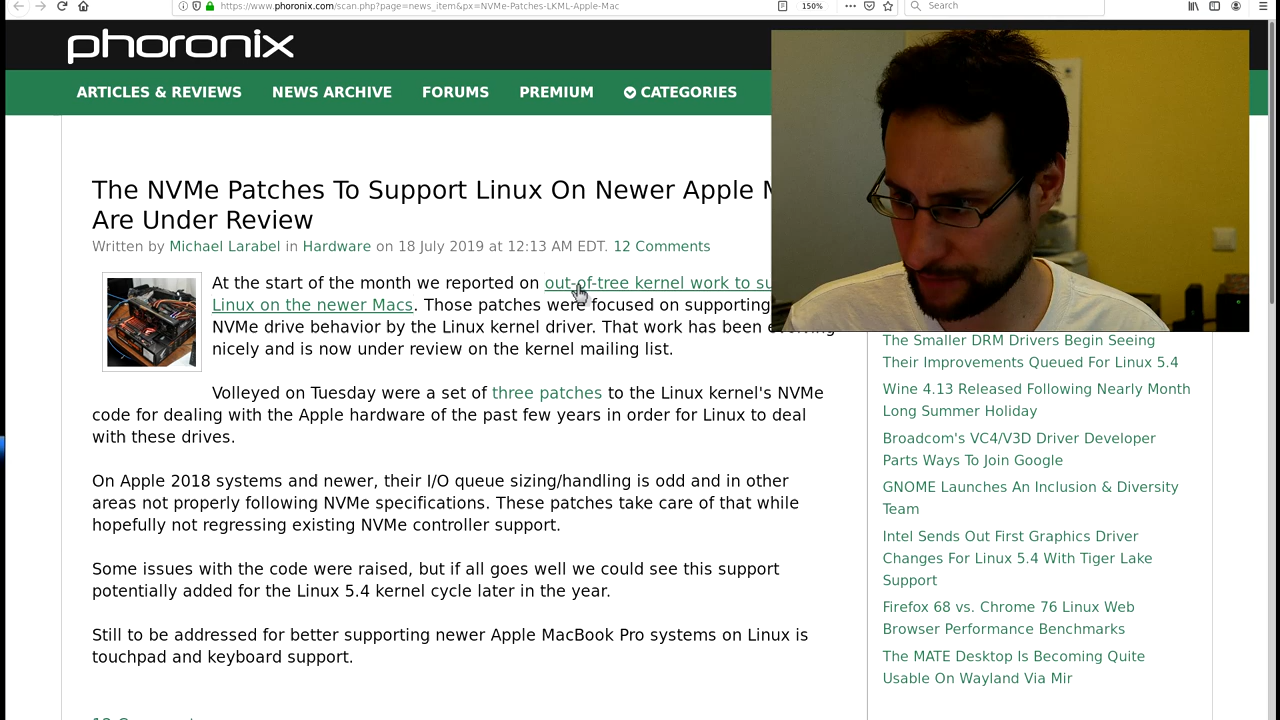 https://www.phoronix.com/scan.php?page=news_item&px=NVMe-Patches-LKML-Apple-Mac
150%
Search
phoronix
ARTICLES & REVIEWS
NEWS ARCHIVE
FORUMS
PREMIUM
CATEGORIES
The NVMe Patches To Support Linux On Newer Apple
Are Under Review
Written by Michael Larabel in Hardware on 18 July 2019 at 12:13 AM EDT. 12 Comments
At the start of the month we reported on out-of-tree kernel work to
Linux on the newer Macs. Those patches were focused on supporting
NVMe drive behavior by the Linux kernel driver. That work has been evolving
nicely and is now under review on the kernel mailing list.
Volleyed on Tuesday were a set of three patches to the Linux kernel's NVMe
code for dealing with the Apple hardware of the past few years in order for Linux to deal
with these drives.
On Apple 2018 systems and newer, their I/O queue sizing/handling is odd and in other
areas not properly following NVMe specifications. These patches take care of that while
hopefully not regressing existing NVMe controller support.
Some issues with the code were raised, but if all goes well we could see this support
potentially added for the Linux 5.4 kernel cycle later in the year.
Still to be addressed for better supporting newer Apple MacBook Pro systems on Linux is
touchpad and keyboard support.
The Smaller DRM Drivers Begin Seeing
Their Improvements Queued For Linux 5.4
Wine 4.13 Released Following Nearly Month
Long Summer Holiday
Broadcom's VC4/V3D Driver Developer
Parts Ways To Join Google
GNOME Launches An Inclusion & Diversity
Team
Intel Sends Out First Graphics Driver
Changes For Linux 5.4 With Tiger Lake
Support
Firefox 68 vs. Chrome 76 Linux Web
Browser Performance Benchmarks
The MATE Desktop Is Becoming Quite
Usable On Wayland Via Mir